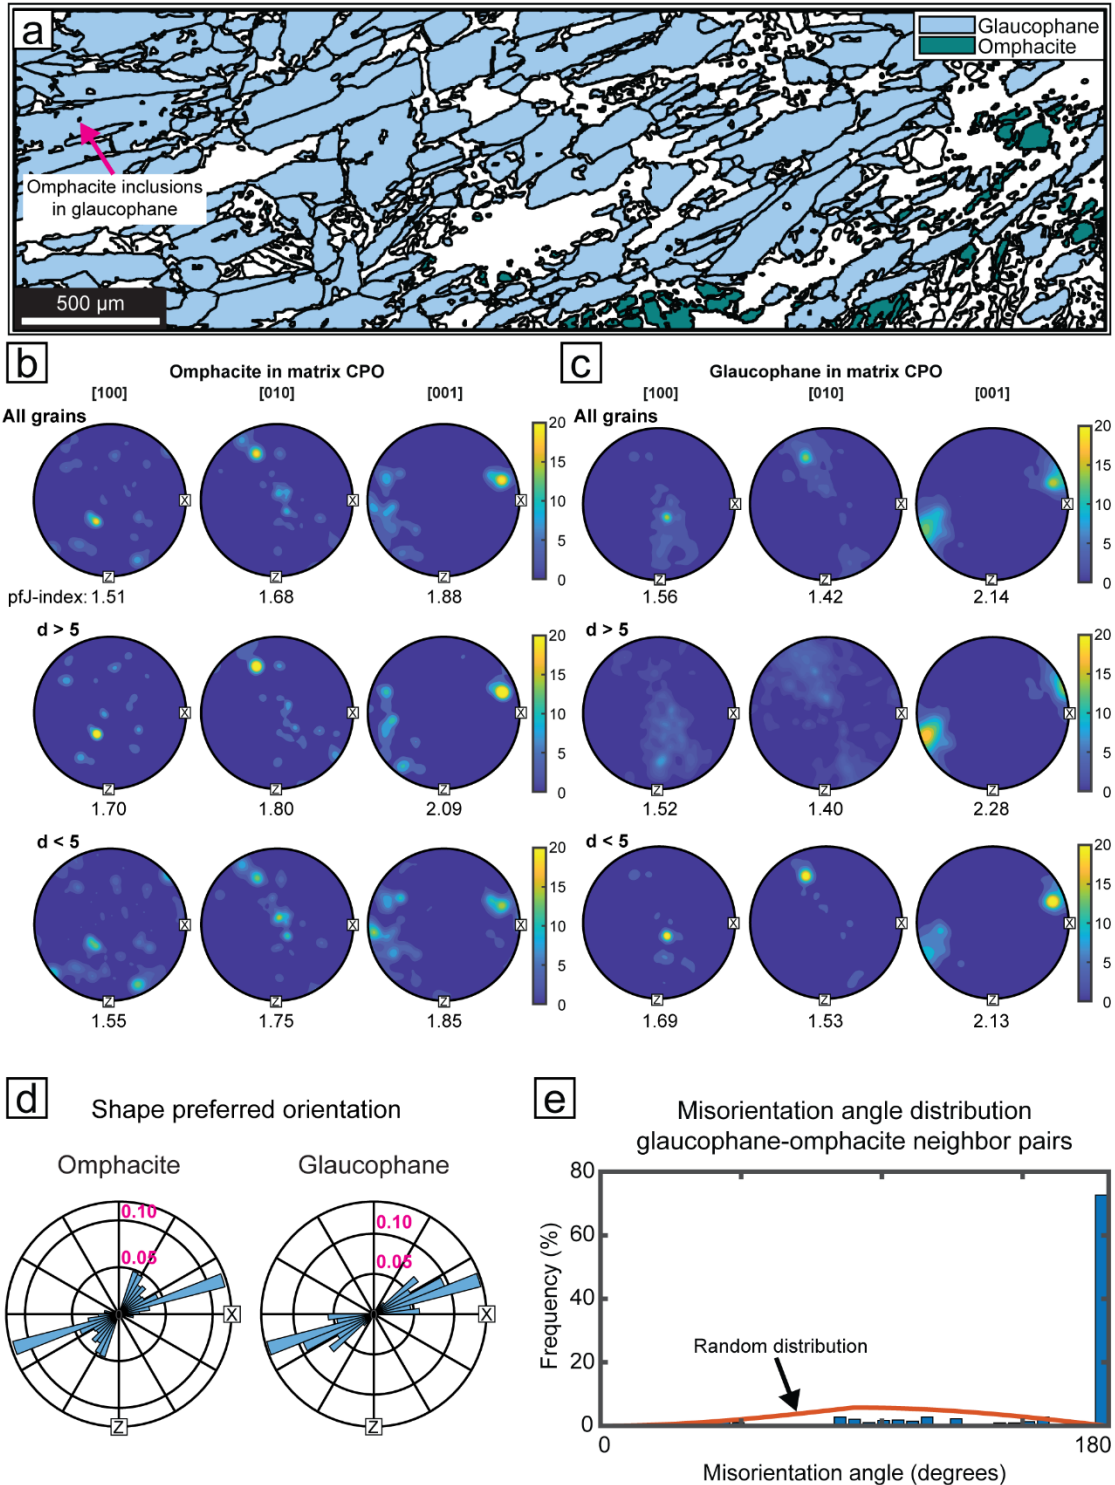 a
Glaucophane
Omphacite
Omphacite inclusions
in glaucophane
500 µm
b
Omphacite in matrix CPO
[100] [010] [001]
All grains
20
15
10
5
0
X X X
Z Z Z
pfJ-index: 1.51 1.68 1.88
d > 5
20
15
10
5
0
X X X
Z Z Z
1.70 1.80 2.09
d < 5
20
15
10
5
0
X X X
Z Z Z
1.55 1.75 1.85
c
Glaucophane in matrix CPO
[100] [010] [001]
All grains
20
15
10
5
0
X X X
Z Z Z
1.56 1.42 2.14
d > 5
20
15
10
5
0
X X X
Z Z Z
1.52 1.40 2.28
d < 5
20
15
10
5
0
X X X
Z Z Z
1.69 1.53 2.13
d
Shape preferred orientation
Omphacite Glaucophane
0.10 0.10
0.05 0.05
X X
Z Z
e
Misorientation angle distribution
glaucophane-omphacite neighbor pairs
80
60
40
20
0
Frequency (%)
Random distribution
0 180
Misorientation angle (degrees)